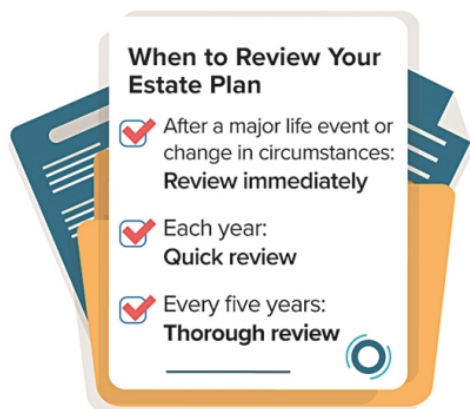 When to Review Your
Estate Plan
After a major life event or
change in circumstances:
Review immediately
Each year:
Quick review
Every five years:
Thorough review